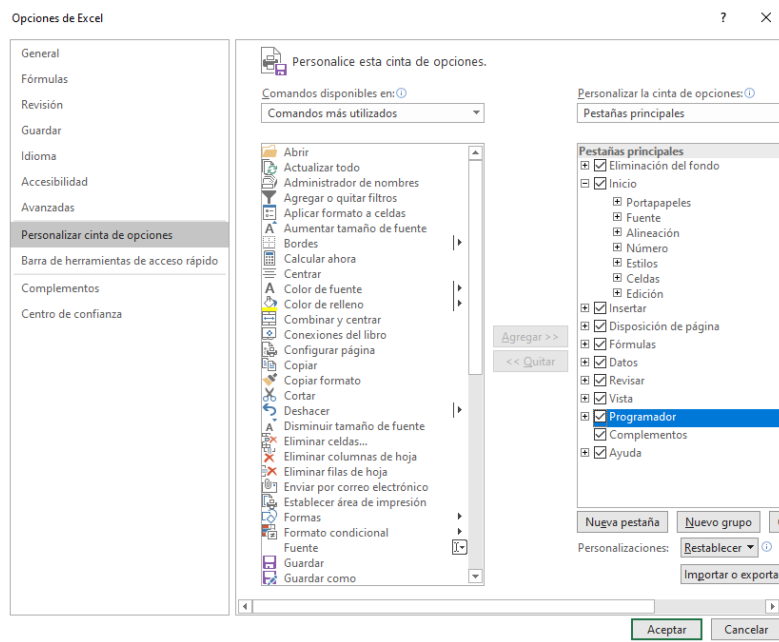 Opciones de Excel
?
General
Fórmulas
Revisión
Guardar
Idioma
Accesibilidad
Avanzadas
Personalizar cinta de opciones
Barra de herramientas de acceso rápido
Complementos
Centro de confianza
Personalice esta cinta de opciones.
Comandos disponibles en:
Comandos más utilizados
Abrir
Actualizar todo
Administrador de nombres
Agregar o quitar filtros
Aplicar formato a celdas
Aumentar tamaño de fuente
Bordes
Calcular ahora
Centrar
Color de fuente
Color de relleno
Combinar y centrar
Conexiones del libro
Configurar página
Copiar
Copiar formato
Cortar
Deshacer
Disminuir tamaño de fuente
Eliminar celdas...
Eliminar columnas de hoja
Eliminar filas de hoja
Enviar por correo electrónico
Establecer área de impresión
Formas
Formato condicional
Fuente
Guardar
Guardar como
Agregar >>
<< Quitar
Personalizar la cinta de opciones:
Pestañas principales
Pestañas principales
Eliminación del fondo
Inicio
Portapapeles
Fuente
Alineación
Número
Estilos
Celdas
Edición
Insertar
Disposición de página
Fórmulas
Datos
Revisar
Vista
Programador
Complementos
Ayuda
Nueva pestaña
Nuevo grupo
Personalizaciones:
Restablecer
Importar o exporta
Aceptar
Cancelar